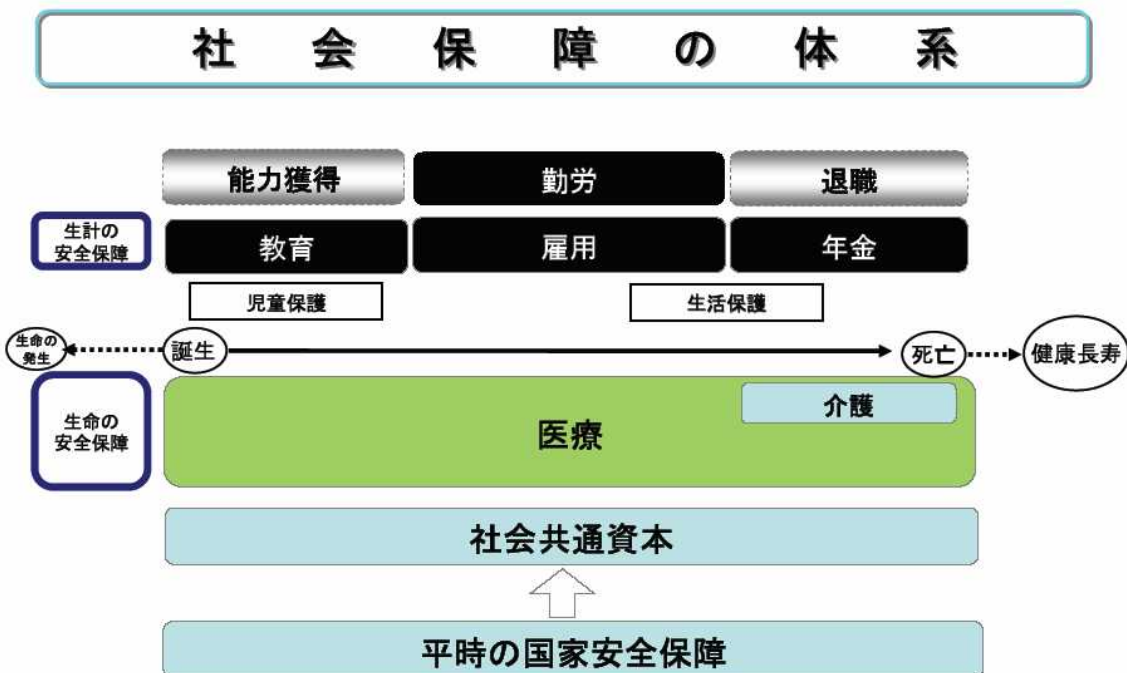 社会保障の体系
能力獲得
勤労
退職
生計の
安全保障
教育
雇用
年金
児童保護
生活保護
生命の
発生
誕生
死亡
健康長寿
生命の
安全保障
介護
医療
社会共通資本
平時の国家安全保障